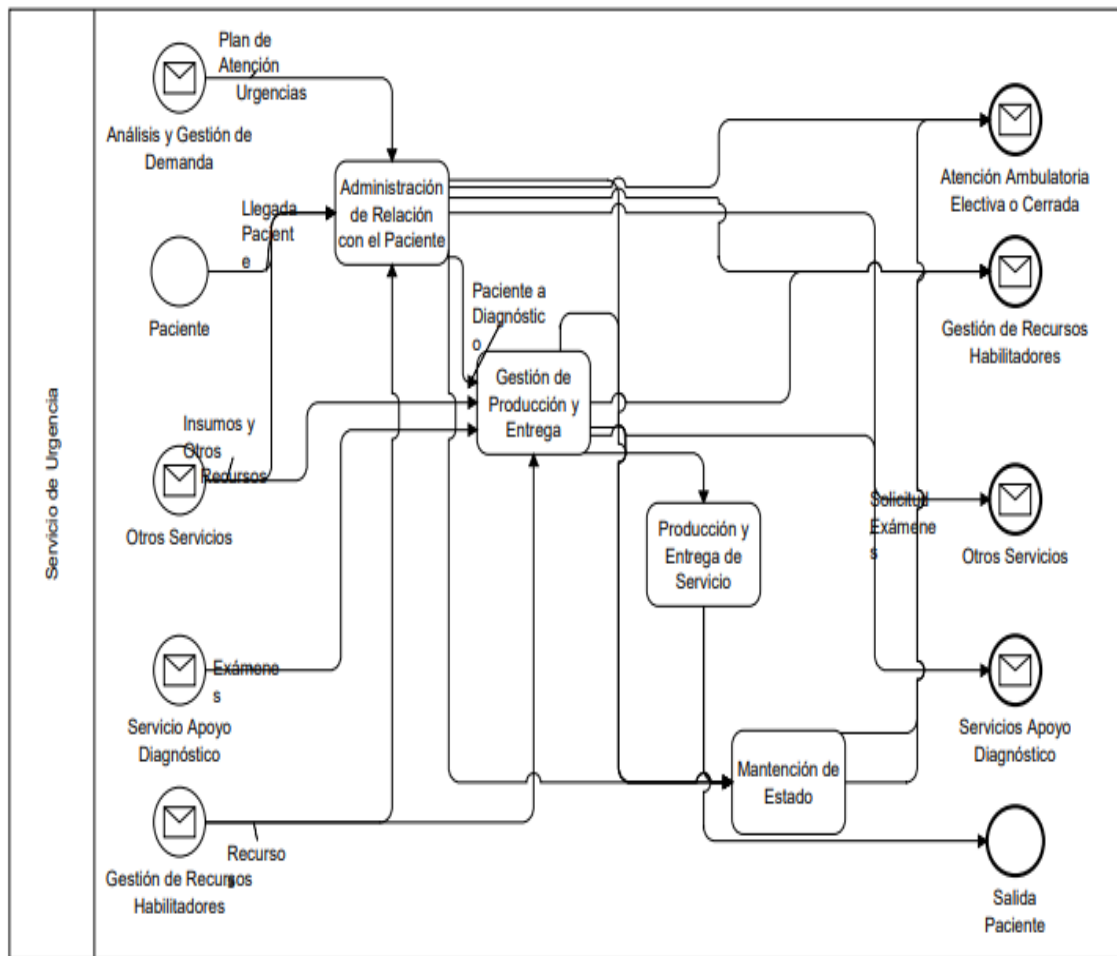 Servicio de Urgencia
Plan de
Atención
Urgencias
Análisis y Gestión de
Demanda
Llegada
Pacient
e
Paciente
Insumos y
Otros
Recursos
Otros Servicios
Exámene
s
Servicio Apoyo
Diagnóstico
Recurso
s
Gestión de Recursos
Habilitadores
Administración
de Relación
con el Paciente
Paciente a
Diagnóstic
o
Gestión de
Producción y
Entrega
Producción y
Entrega de
Servicio
Mantención de
Estado
Atención Ambulatoria
Electiva o Cerrada
Gestión de Recursos
Habilitadores
Solicitud
Exámene
s
Otros Servicios
Servicios Apoyo
Diagnóstico
Salida
Paciente